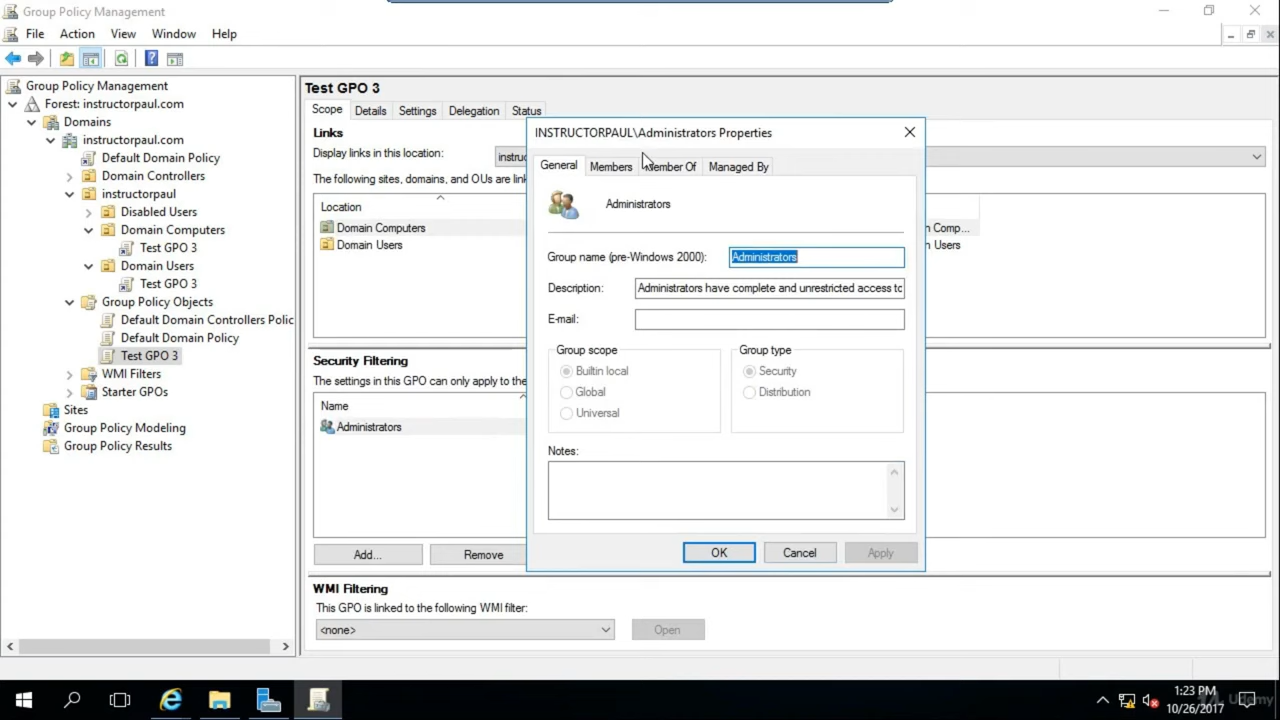 Group Policy Management
File Action View Window Help
Group Policy Management
Forest: instructorpaul.com
Domains
instructorpaul.com
Default Domain Policy
Domain Controllers
instructorpaul
Disabled Users
Domain Computers
Test GPO 3
Domain Users
Test GPO 3
Group Policy Objects
Default Domain Controllers Polic
Default Domain Policy
Test GPO 3
WMI Filters
Starter GPOs
Sites
Group Policy Modeling
Group Policy Results
Test GPO 3
Scope Details Settings Delegation Status
Links
Display links in this location: instruc
The following sites, domains, and OUs are link
Location
Domain Computers
Domain Users
n Comp...
n Users
Security Filtering
The settings in this GPO can only apply to the
Name
Administrators
Add... Remove
WMI Filtering
This GPO is linked to the following WMI filter:
<none> Open
INSTRUCTORPAUL\Administrators Properties
General Members Member Of Managed By
Administrators
Group name (pre-Windows 2000): Administrators
Description: Administrators have complete and unrestricted access to
E-mail:
Group scope Group type
Builtin local Security
Global Distribution
Universal
Notes:
OK Cancel Apply
1:23 PM
10/26/2017
Udemy